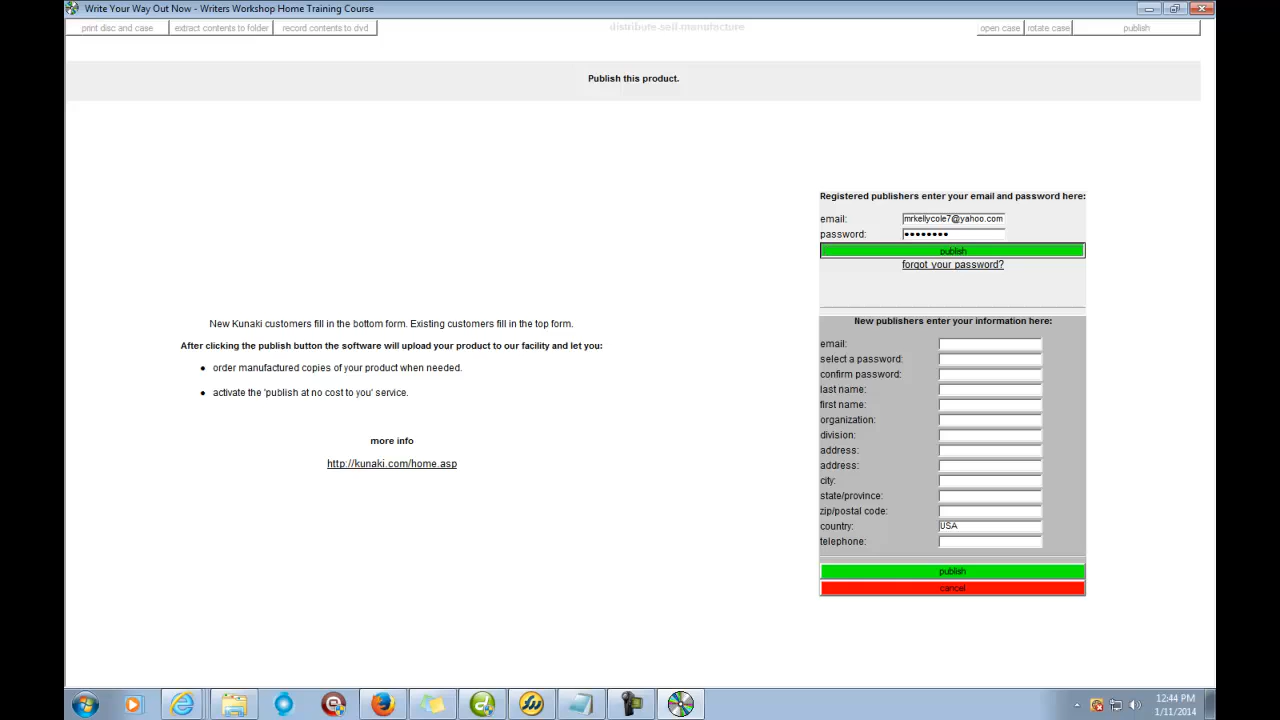 Write Your Way Out Now - Writers Workshop Home Training Course
print disc and case
extract contents to folder
record contents to dvd
distribute-self-manufacture
open case
rotate case
publish
Publish this product.
Registered publishers enter your email and password here:
email: mrkellycole7@yahoo.com
password: ●●●●●●●●
publish
forgot your password?
New Kunaki customers fill in the bottom form. Existing customers fill in the top form.
After clicking the publish button the software will upload your product to our facility and let you:
● order manufactured copies of your product when needed.
● activate the 'publish at no cost to you' service.
more info
http://kunaki.com/home.asp
New publishers enter your information here:
email:
select a password:
confirm password:
last name:
first name:
organization:
division:
address:
address:
city:
state/province:
zip/postal code:
country: USA
telephone:
publish
cancel
12:44 PM
1/11/2014